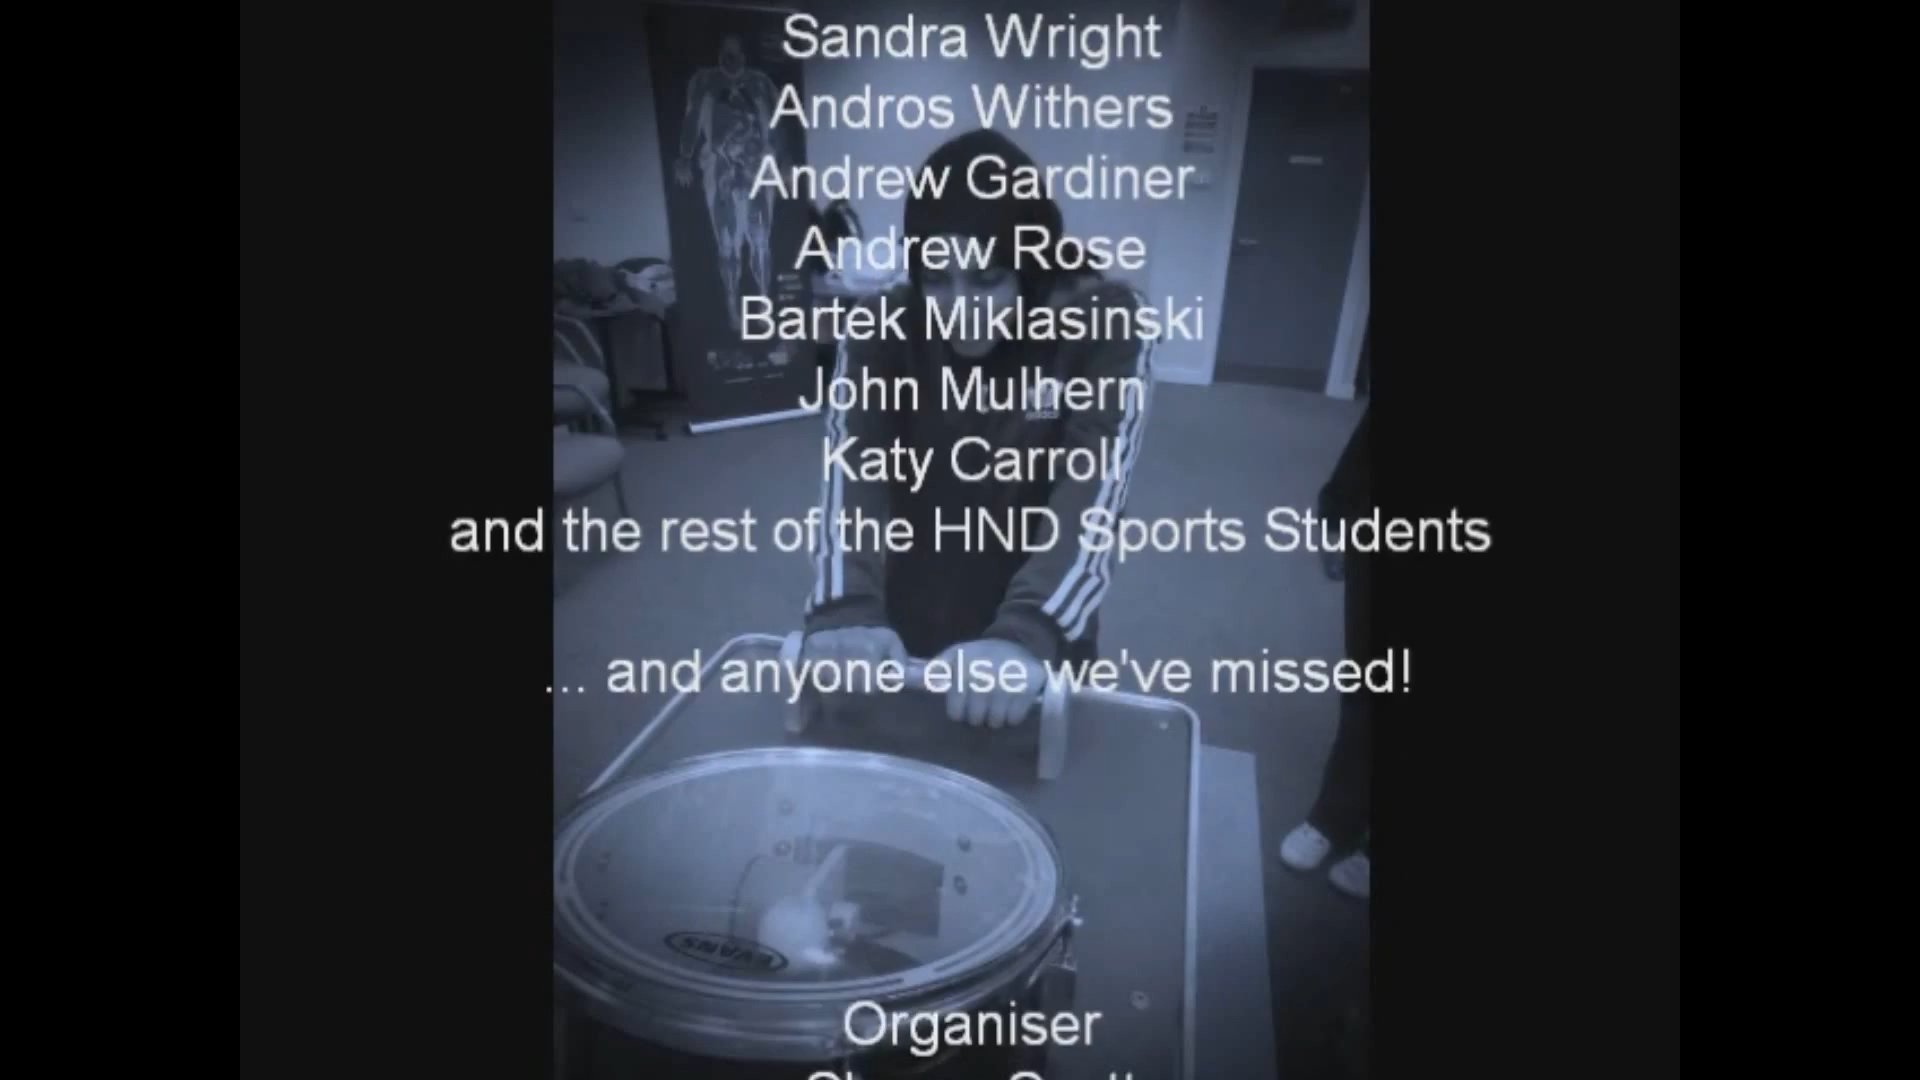 Sandra Wright
Andros Withers
Andrew Gardiner
Andrew Rose
Bartek Miklasinski
John Mulhern
Katy Carroll
and the rest of the HND Sports Students
... and anyone else we've missed!
EVANS
Organiser